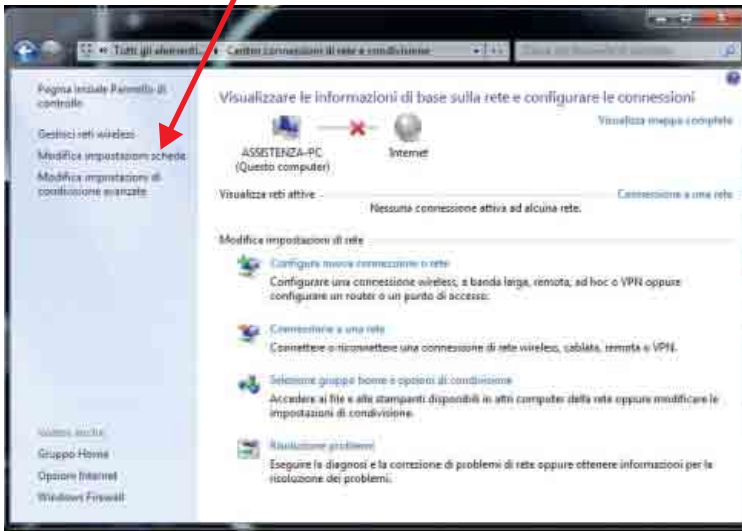 Tutti gli elementi... Centro connessioni di rete e condivisione
Pagina iniziale Pannello di
controllo
Gestisci reti wireless
Modifica impostazioni scheda
Modifica impostazioni di
condivisione avanzate
Vedere anche
Gruppo Home
Opzioni Internet
Windows Firewall
Visualizzare le informazioni di base sulla rete e configurare le connessioni
Visualizza mappa completa
ASSISTENZA-PC
(Questo computer)
Internet
Visualizza reti attive
Connessione a una rete
Nessuna connessione attiva ad alcuna rete.
Modifica impostazioni di rete
Configura nuova connessione o rete
Configurare una connessione wireless, a banda larga, remota, ad hoc o VPN oppure
configurare un router o un punto di accesso.
Connessione a una rete
Connettere o riconnettere una connessione di rete wireless, cablata, remota o VPN.
Selezione gruppo home e opzioni di condivisione
Accedere ai file e alle stampanti disponibili in altri computer della rete oppure modificare le
impostazioni di condivisione.
Risoluzione problemi
Eseguire la diagnosi e la correzione di problemi di rete oppure ottenere informazioni per la
risoluzione dei problemi.